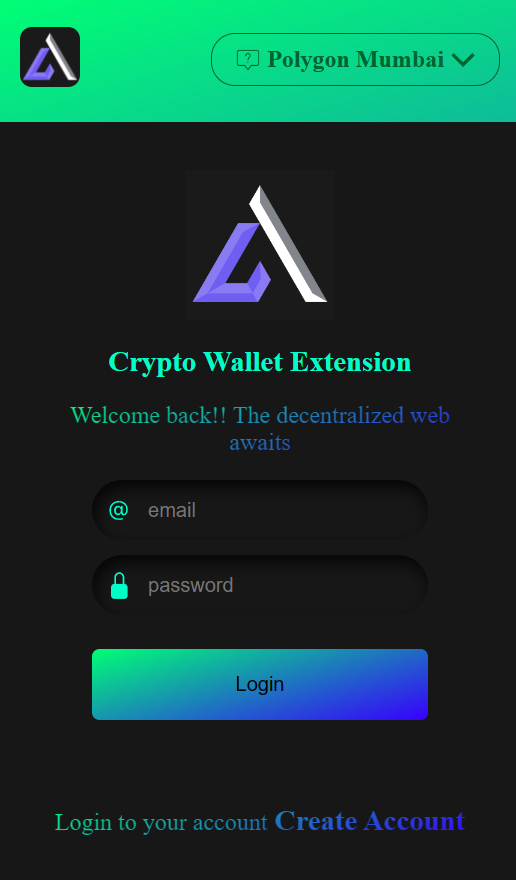 Polygon Mumbai
Crypto Wallet Extension
Welcome back!! The decentralized web
awaits
@ email
password
Login
Login to your account Create Account